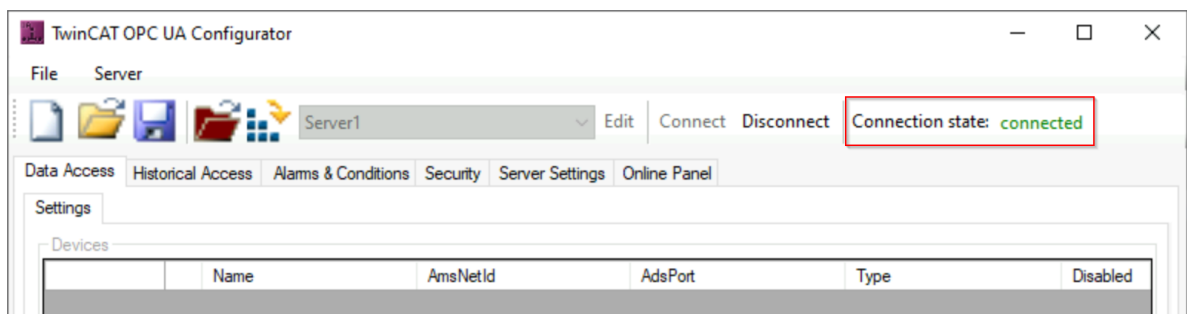 TwinCAT OPC UA Configurator
File Server
Server1 Edit Connect Disconnect Connection state: connected
Data Access Historical Access Alarms & Conditions Security Server Settings Online Panel
Settings
Devices
Name AmsNetId AdsPort Type Disabled